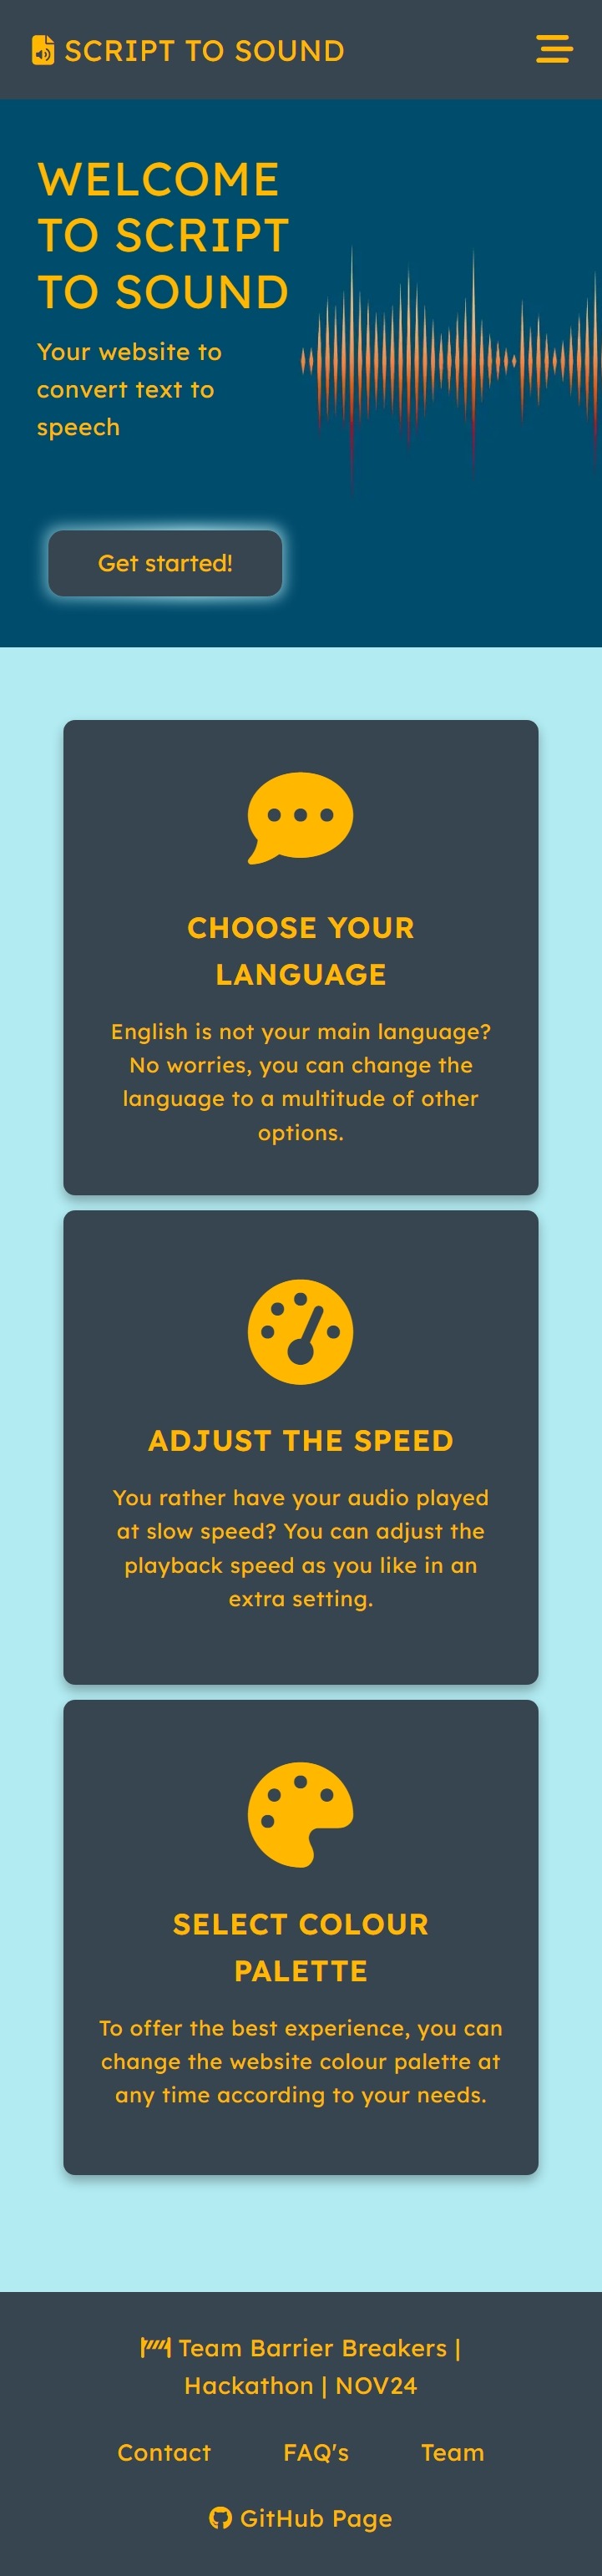 SCRIPT TO SOUND
WELCOME
TO SCRIPT
TO SOUND
Your website to
convert text to
speech
Get started!
CHOOSE YOUR
LANGUAGE
English is not your main language?
No worries, you can change the
language to a multitude of other
options.
ADJUST THE SPEED
You rather have your audio played
at slow speed? You can adjust the
playback speed as you like in an
extra setting.
SELECT COLOUR
PALETTE
To offer the best experience, you can
change the website colour palette at
any time according to your needs.
Team Barrier Breakers |
Hackathon | NOV24
Contact FAQ's Team
GitHub Page